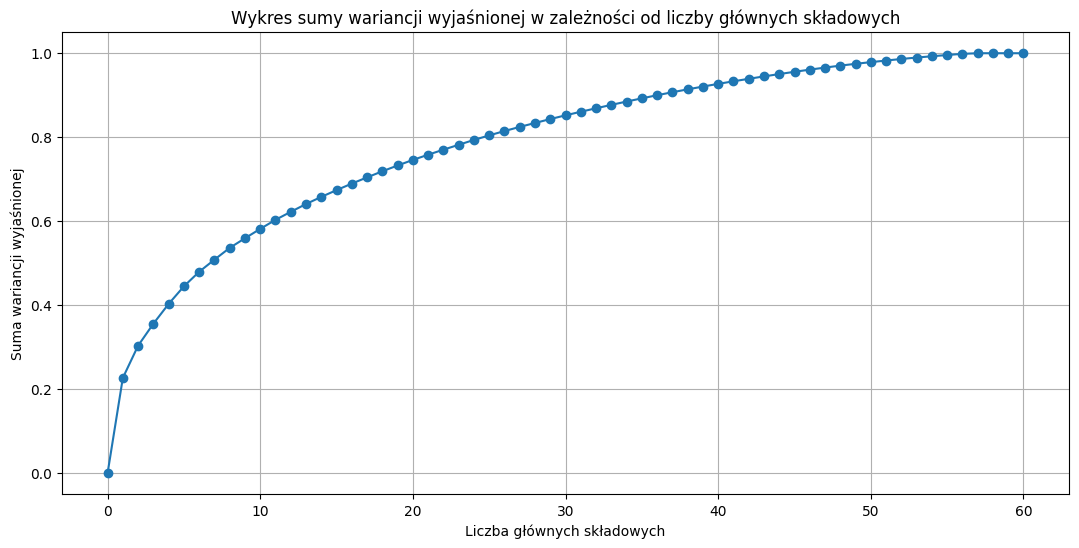 Wykres sumy wariancji wyjaśnionej w zależności od liczby głównych składowych
1.0
0.8
0.6
0.4
0.2
0.0
Suma wariancji wyjaśnionej
0 10 20 30 40 50 60
Liczba głównych składowych